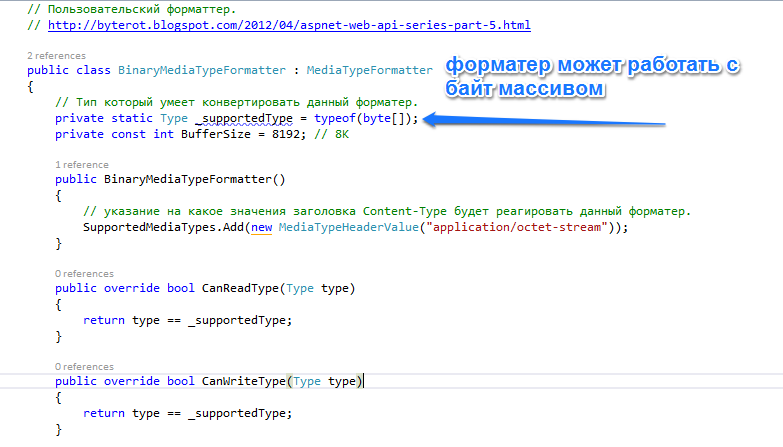 // Пользовательский форматтер.
// http://byterot.blogspot.com/2012/04/aspnet-web-api-series-part-5.html
2 references
public class BinaryMediaTypeFormatter : MediaTypeFormatter
форматер может работать с
байт массивом
{
// Тип который умеет конвертировать данный форматер.
private static Type _supportedType = typeof(byte[]);
private const int BufferSize = 8192; // 8K
1 reference
public BinaryMediaTypeFormatter()
{
// указание на какое значения заголовка Content-Type будет реагировать данный форматер.
SupportedMediaTypes.Add(new MediaTypeHeaderValue("application/octet-stream"));
}
0 references
public override bool CanReadType(Type type)
{
return type == _supportedType;
}
0 references
public override bool CanWriteType(Type type)
{
return type == _supportedType;
}